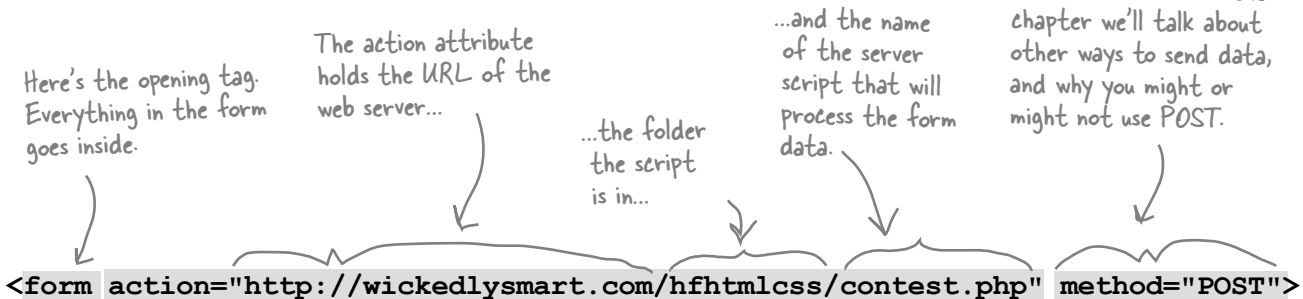 Here's the opening tag.
Everything in the form
goes inside.
The action attribute
holds the URL of the
web server...
...the folder
the script
is in...
...and the name
of the server
script that will
process the form
data.
chapter we'll talk about
other ways to send data,
and why you might or
might not use POST.
<form action="http://wickedlysmart.com/hfhtmlcss/contest.php" method="POST">